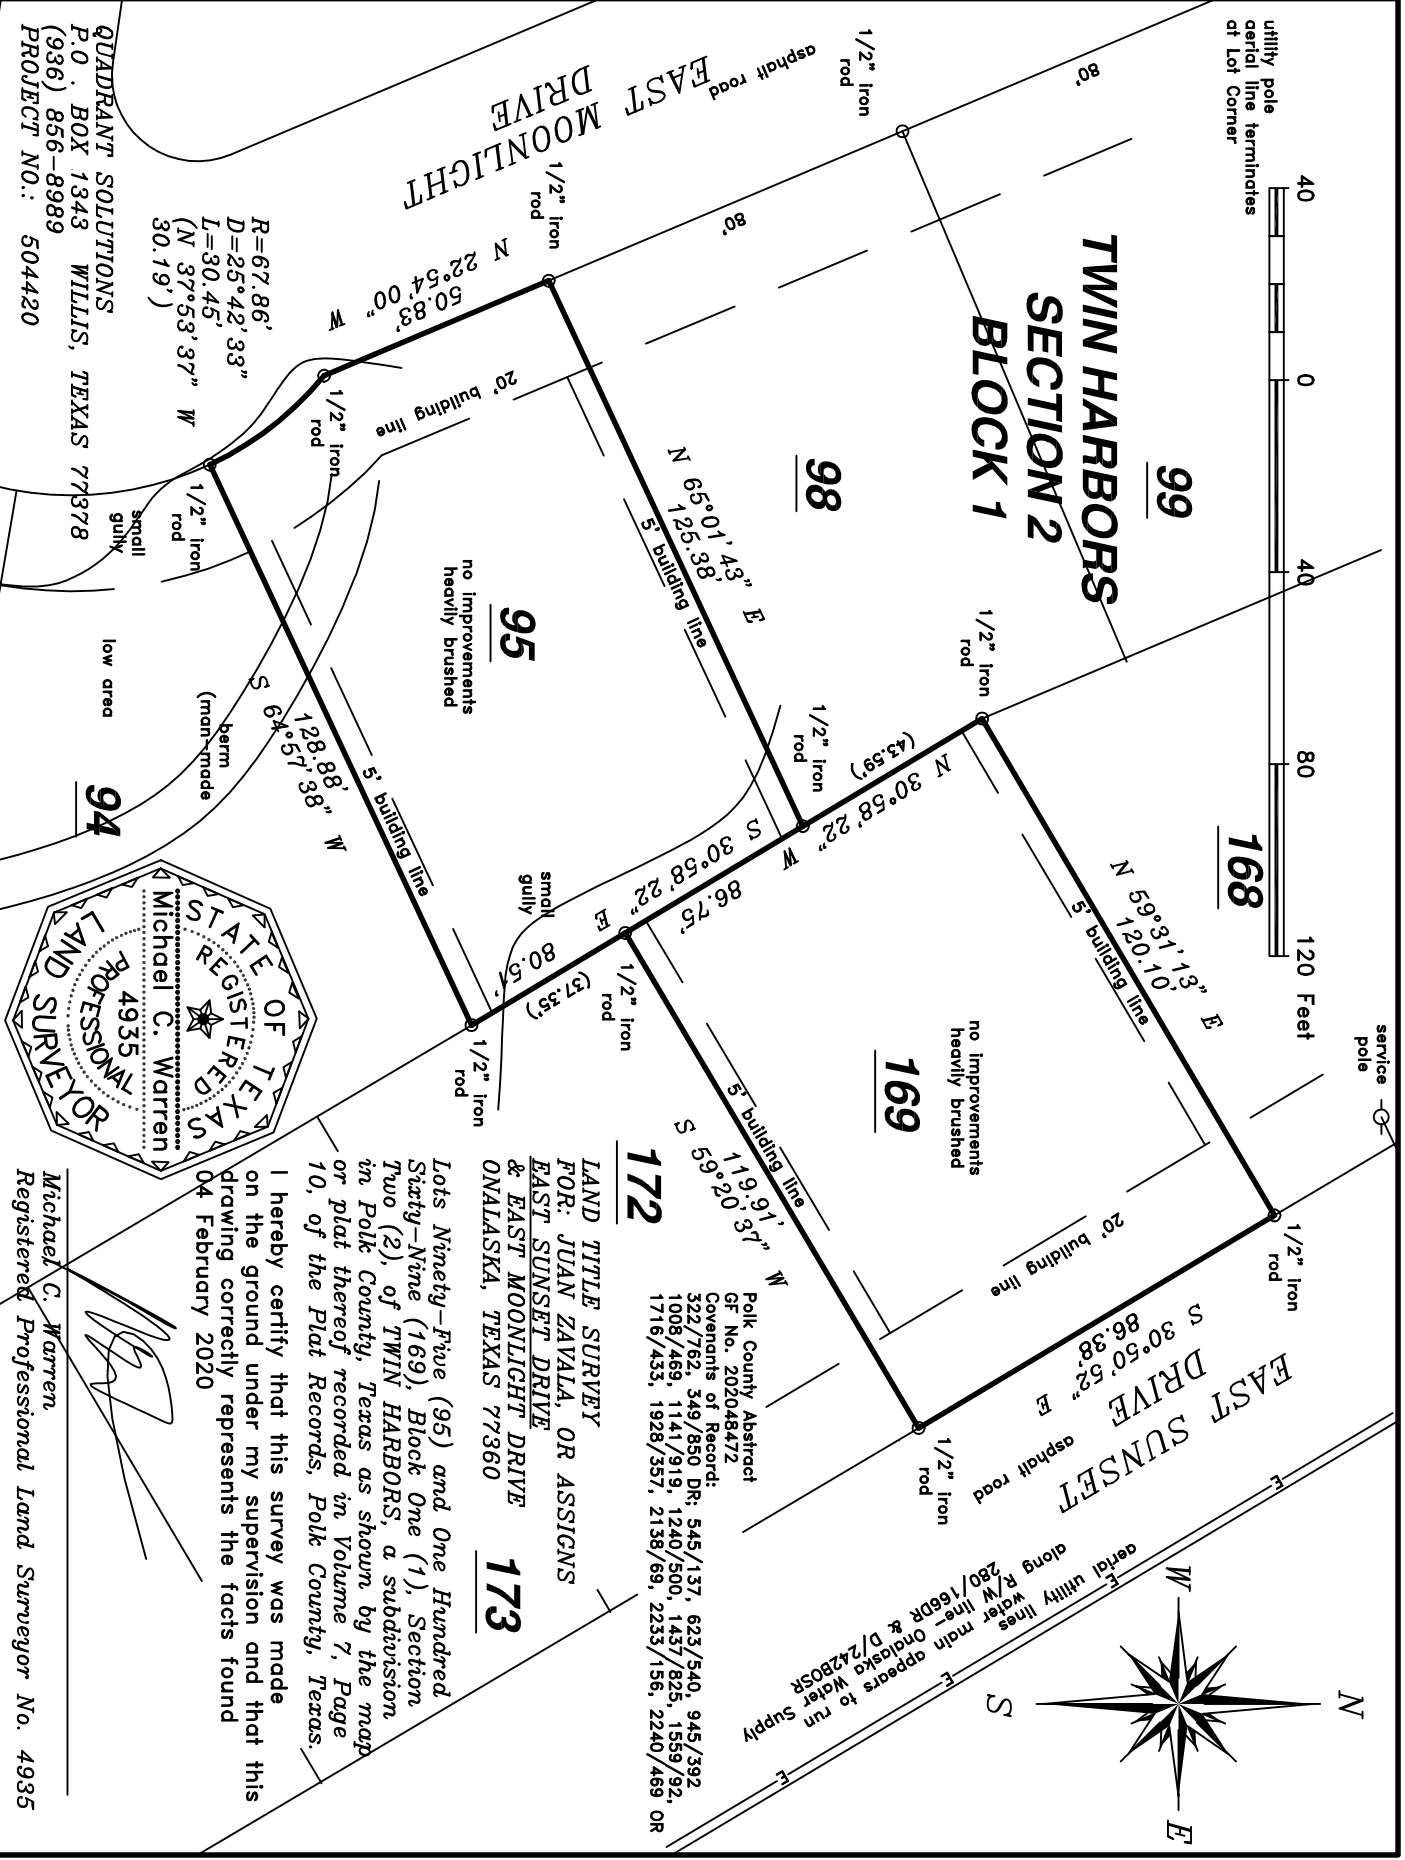 utility pole
aerial line terminates
at Lot Corner
40 0 40 80 120 Feet
TWIN HARBORS
SECTION 2
BLOCK 1
99
98
168
service
pole
80'
80'
1/2" iron
rod
asphalt road
EAST MOONLIGHT
DRIVE
1/2" iron
rod
N 22°54'00" W
50.83'
1/2" iron
rod
R=67.86'
D=25°42'33"
L=30.45'
(N 37°53'37" W
30.19')
1/2" iron
rod
20' building line
N 65°01'43" E
125.38'
5' building line
95
no improvements
heavily brushed
1/2" iron
rod
1/2" iron
rod
(43.59')
N 30°58'22" W
86.75'
S 30°58'22" E
80.51'
(37.35')
1/2" iron
rod
1/2" iron
rod
small
gully
5' building line
128.88'
S 64°57'38" W
berm
(man-made
small
gully
low area
94
N 59°31'13" E
120.10'
5' building line
169
no improvements
heavily brushed
5' building line
119.91'
S 59°20'37" W
20' building line
1/2" iron
rod
S 30°50'52" E
86.38'
1/2" iron
rod
EAST SUNSET
DRIVE
asphalt road
E
E
E
E
aerial utility lines
water main appears to run
along R/W line- Onalaska Water Supply
280/166DR & D/242BOSR
N
W
E
S
172
173
LAND TITLE SURVEY
FOR: JUAN ZAVALA, OR ASSIGNS
EAST SUNSET DRIVE
& EAST MOONLIGHT DRIVE
ONALASKA, TEXAS 77360
Polk County Abstract
GF No. 202048472
Covenants of Record:
322/762, 349/850 DR; 545/137, 623/540, 945/392
1008/469, 1141/919, 1240/500, 1437/825, 1559/92,
1716/433, 1928/357, 2138/69, 2233/156, 2240/469 OR
Lots Ninety-Five (95) and One Hundred
Sixty-Nine (169), Block One (1), Section
Two (2), of TWIN HARBORS, a subdivision
in Polk County, Texas as shown by the map
or plat thereof recorded in Volume 7, Page
10, of the Plat Records, Polk County, Texas.
I hereby certify that this survey was made
on the ground under my supervision and that this
drawing correctly represents the facts found
04 February 2020
Michael C. Warren
Registered Professional Land Surveyor No. 4935
STATE OF TEXAS
REGISTERED
Michael C. Warren
4935
PROFESSIONAL
LAND SURVEYOR
QUADRANT SOLUTIONS
P.O. BOX 1343 WILLIS, TEXAS 77378
(936) 856-8989
PROJECT NO.: 504420